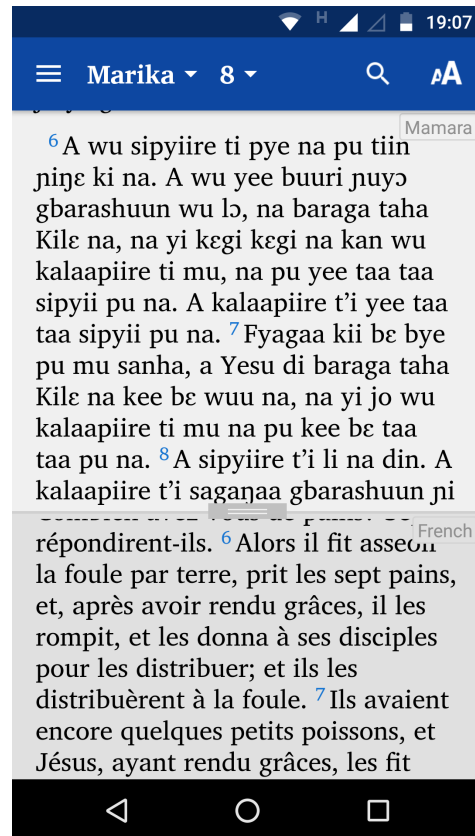 H 19:07
Marika 8 AA
Mamara
6 A wu sipyiire ti pye na pu tiin
ɲiŋɛ ki na. A wu yee buuri ɲuyɔ
gbarashuun wu lɔ, na baraga taha
Kilɛ na, na yi kɛgi kɛgi na kan wu
kalaapiire ti mu, na pu yee taa taa
sipyii pu na. A kalaapiire t’i yee taa
taa sipyii pu na. 7 Fyagaa kii bɛ bye
pu mu sanha, a Yesu di baraga taha
Kilɛ na kee bɛ wuu na, na yi jo wu
kalaapiire ti mu na pu kee bɛ taa
taa pu na. 8 A sipyiire t’i li na din. A
kalaapiire t’i sagaŋaa gbarashuun ɲi
French
répondirent-ils. 6 Alors il fit asseoir
la foule par terre, prit les sept pains,
et, après avoir rendu grâces, il les
rompit, et les donna à ses disciples
pour les distribuer; et ils les
distribuèrent à la foule. 7 Ils avaient
encore quelques petits poissons, et
Jésus, ayant rendu grâces, les fit